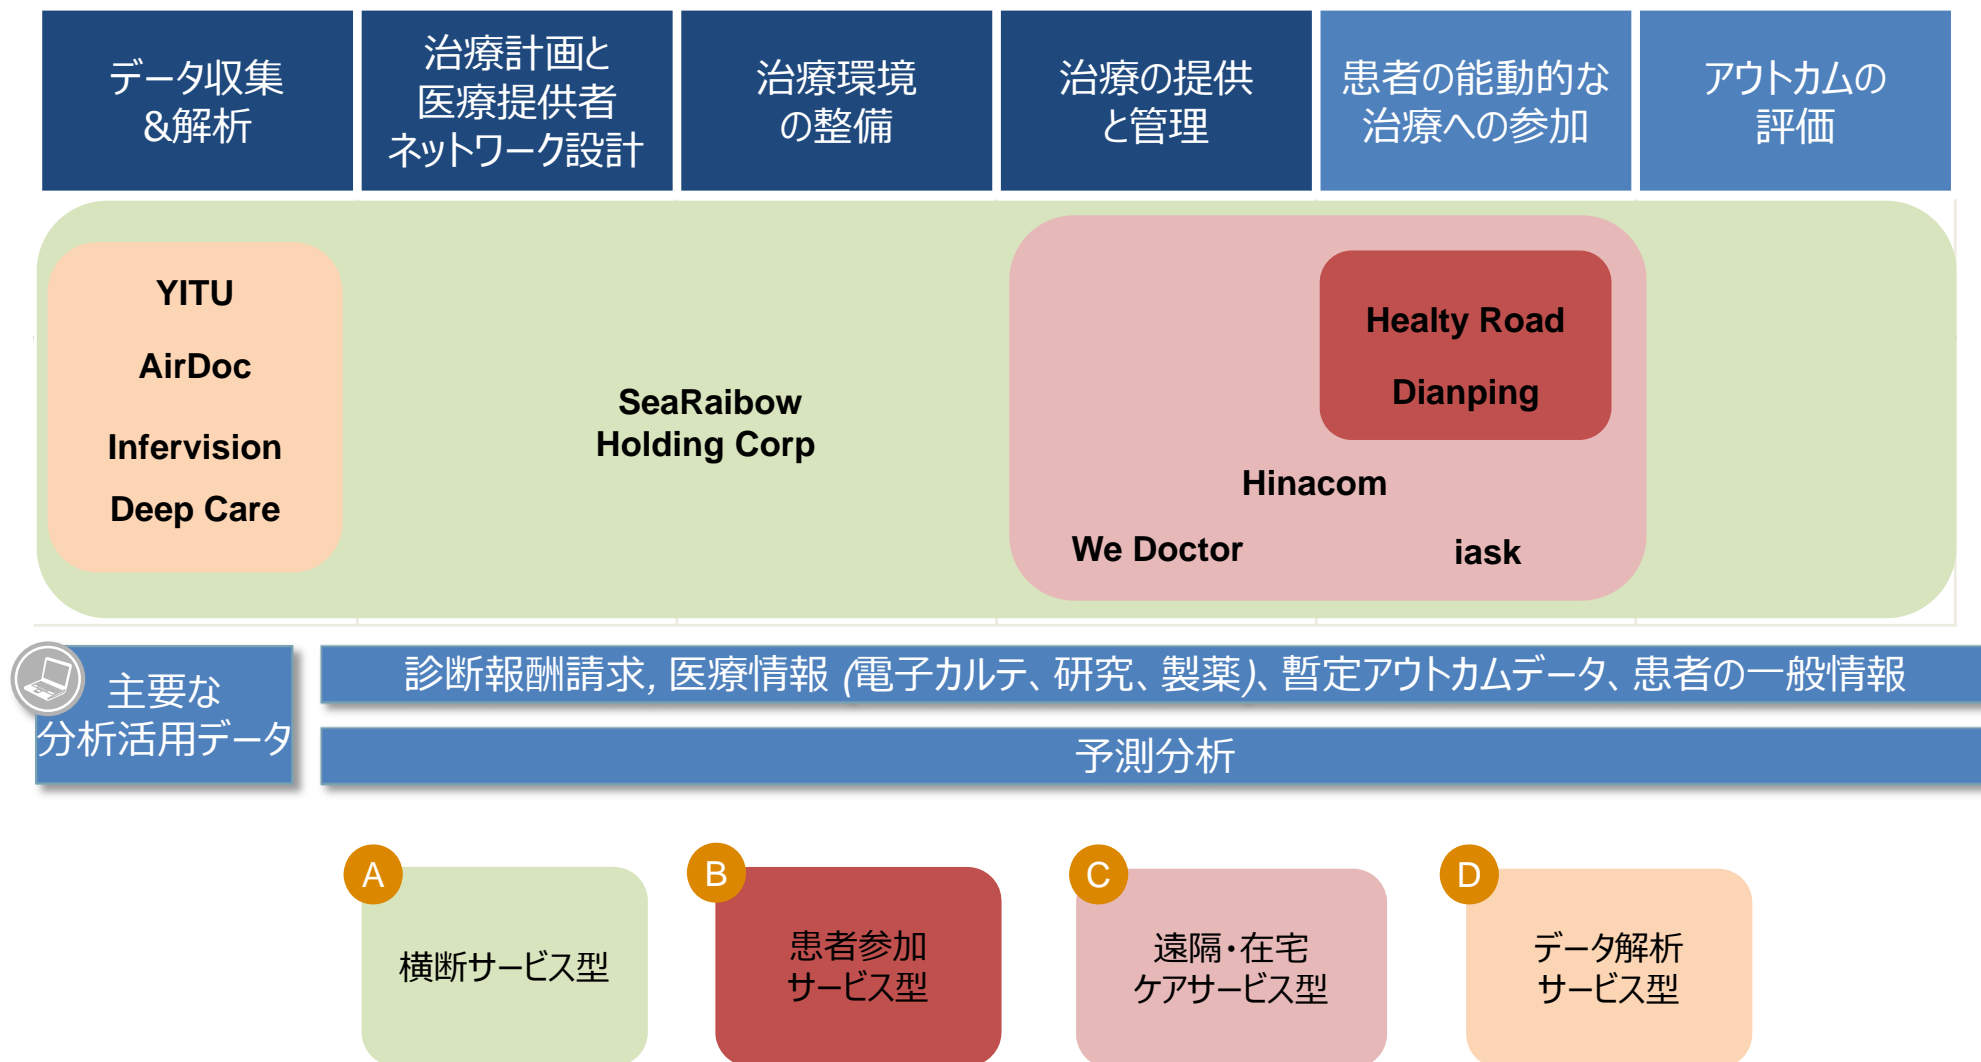 データ収集
&解析
治療計画と
医療提供者
ネットワーク設計
治療環境
の整備
治療の提供
と管理
患者の能動的な
治療への参加
アウトカムの
評価
YITU
AirDoc
Infervision
Deep Care
SeaRaibow
Holding Corp
Healty Road
Dianping
Hinacom
We Doctor
iask
主要な
分析活用データ
診断報酬請求, 医療情報 (電子カルテ、研究、製薬)、暫定アウトカムデータ、患者の一般情報
予測分析
A
横断サービス型
B
患者参加
サービス型
C
遠隔・在宅
ケアサービス型
D
データ解析
サービス型